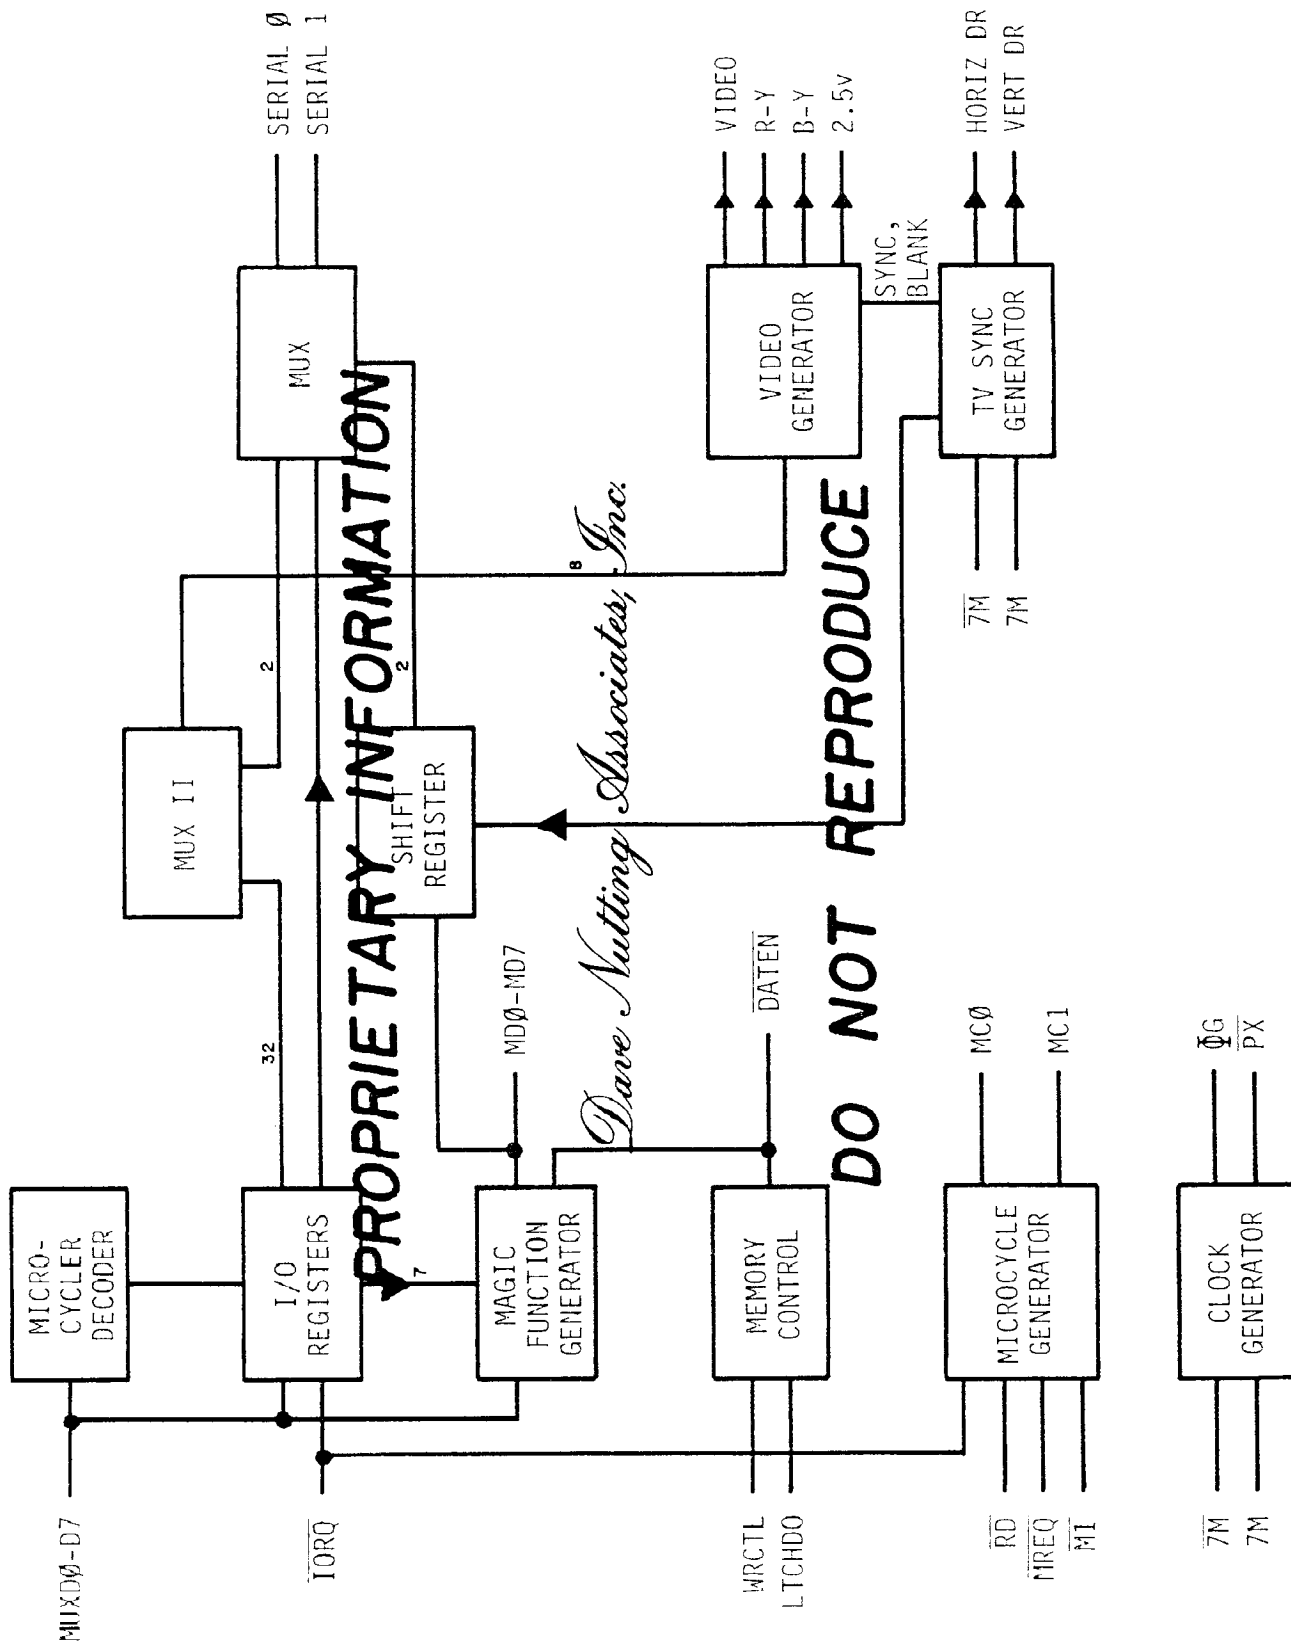 MUXDØ-D7
MICRO-
CYCLER
DECODER
MUX II
SERIAL Ø
SERIAL 1
MUX
2
32
I/O
REGISTERS
IORQ
PROPRIETARY INFORMATION
7
2
SHIFT
REGISTER
MAGIC
FUNCTION
GENERATOR
MDØ-MD7
8
Dave Nutting Associates, Inc.
WRCTL
LTCHDO
MEMORY
CONTROL
DATEN
VIDEO
GENERATOR
VIDEO
R-Y
B-Y
2.5v
DO NOT REPRODUCE
SYNC,
BLANK
RD
MREQ
M1
MICROCYCLE
GENERATOR
MCØ
MC1
7M
7M
TV SYNC
GENERATOR
HORIZ DR
VERT DR
7M
7M
CLOCK
GENERATOR
ΦG
PX